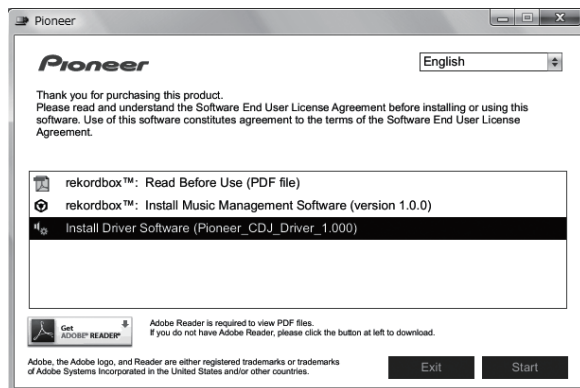 Pioneer
Pioneer
English
Thank you for purchasing this product.
Please read and understand the Software End User License Agreement before installing or using this
software. Use of this software constitutes agreement to the terms of the Software End User License
Agreement.
rekordbox™: Read Before Use (PDF file)
rekordbox™: Install Music Management Software (version 1.0.0)
Install Driver Software (Pioneer_CDJ_Driver_1.000)
Get
ADOBE® READER®
Adobe Reader is required to view PDF files.
If you do not have Adobe Reader, please click the button at left to download.
Adobe, the Adobe logo, and Reader are either registered trademarks or trademarks
of Adobe Systems Incorporated in the United States and/or other countries.
Exit
Start